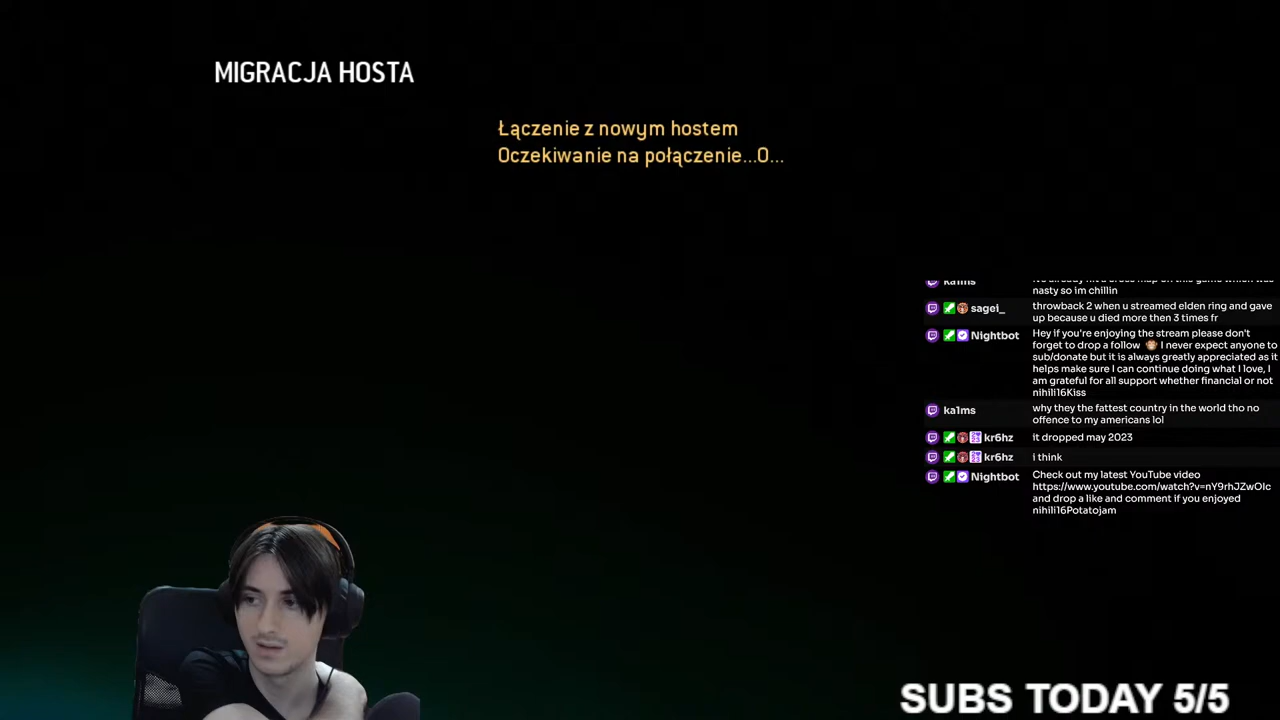 MIGRACJA HOSTA
Łączenie z nowym hostem
Oczekiwanie na połączenie...0...
ka1ms
nasty so im chillin
sagei_ throwback 2 when u streamed elden ring and gave
up because u died more then 3 times fr
Nightbot Hey if you're enjoying the stream please don't
forget to drop a follow I never expect anyone to
sub/donate but it is always greatly appreciated as it
helps make sure I can continue doing what I love, I
am grateful for all support whether financial or not
nihili16Kiss
ka1ms why they the fattest country in the world tho no
offence to my americans lol
kr6hz it dropped may 2023
kr6hz i think
Nightbot Check out my latest YouTube video
https://www.youtube.com/watch?v=nY9rhJZwOIc
and drop a like and comment if you enjoyed
nihili16Potatojam
SUBS TODAY 5/5